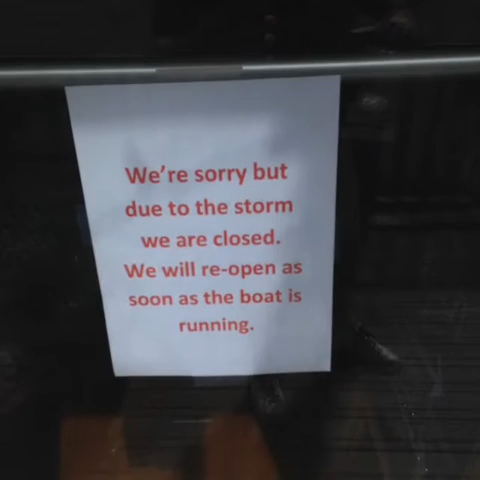 We're sorry but
due to the storm
we are closed.
We will re-open as
soon as the boat is
running.